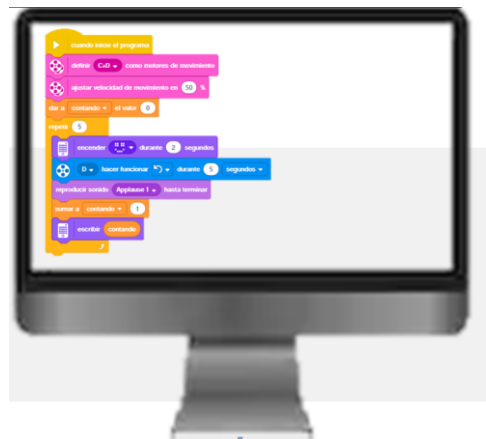 cuando inicie el programa
definir C+D como motores de movimiento
ajustar velocidad de movimiento en 50 %
dar a contando el valor 0
repetir 5
encender durante 2 segundos
D hacer funcionar durante 5 segundos
reproducir sonido Applause 1 hasta terminar
sumar a contando 1
escribir contando